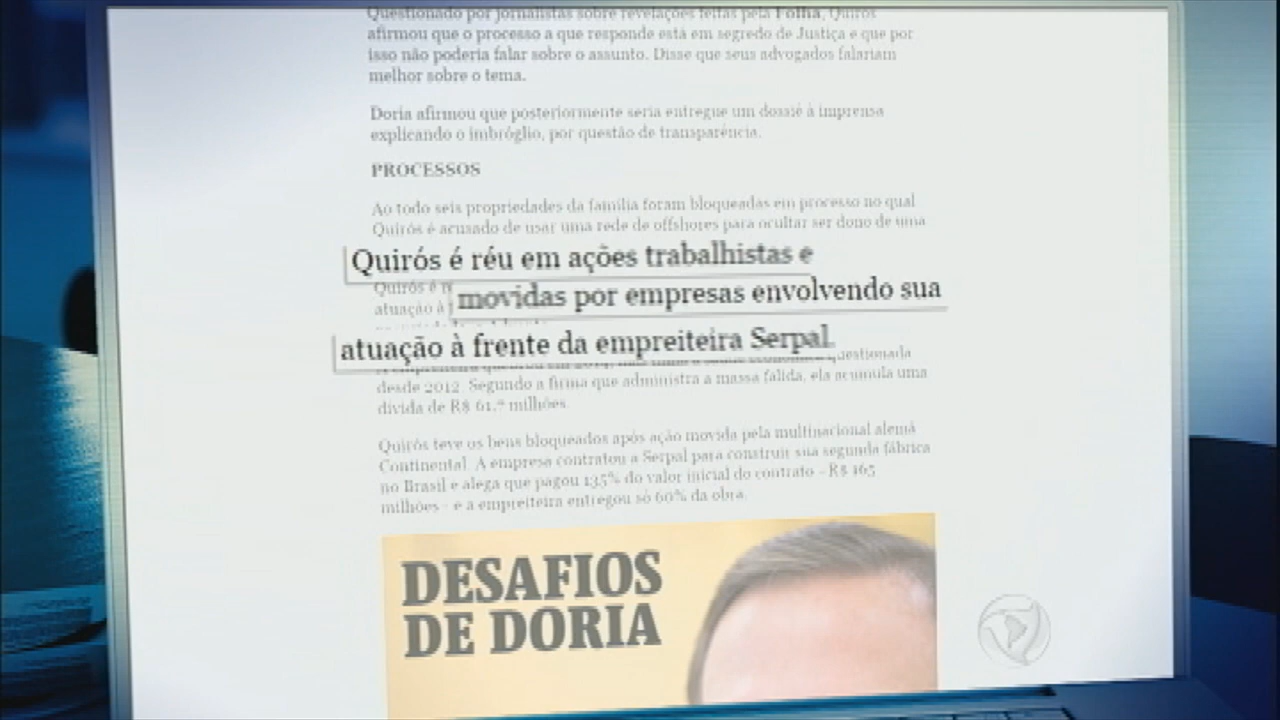 Questionado por jornalistas sobre revelações feitas pela Folha, Quirós
afirmou que o processo a que responde está em segredo de Justiça e que por
isso não poderia falar sobre o assunto. Disse que seus advogados falariam
melhor sobre o tema.
Doria afirmou que posteriormente seria entregue um dossiê à imprensa
explicando o imbróglio, por questão de transparência.
PROCESSOS
Ao todo seis propriedades da família foram bloqueadas em processo no qual
Quirós é acusado de usar uma rede de offshores para ocultar ser dono de uma
Quirós é réu em ações trabalhistas e
Quirós é
movidas por empresas envolvendo sua
atuação à
atuação à frente da empreiteira Serpal.
questionada
desde 2012. Segundo a firma que administra a massa falida, ela acumula uma
dívida de R$ 61,7 milhões.
Quirós teve os bens bloqueados após ação movida pela multinacional alemã
Continental. A empresa contratou a Serpal para construir sua segunda fábrica
no Brasil e alega que pagou 135% do valor inicial do contrato - R$ 165
milhões - e a empreiteira entregou só 60% da obra.
DESAFIOS
DE DORIA